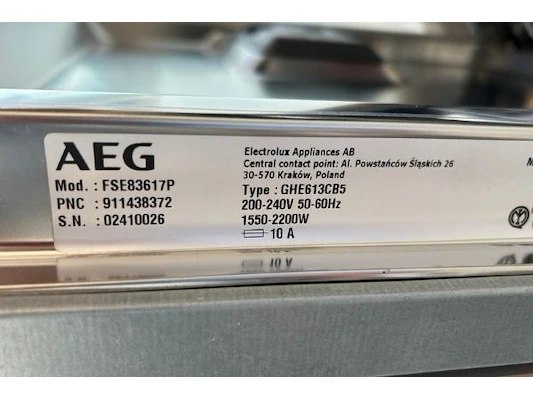 AEG
Mod. : FSE83617P
PNC : 911438372
S.N. : 02410026
Electrolux Appliances AB
Central contact point: Al. Powstańców Śląskich 26
30-570 Kraków, Poland
Type : GHE613CB5
200-240V 50-60Hz
1550-2200W
10 A